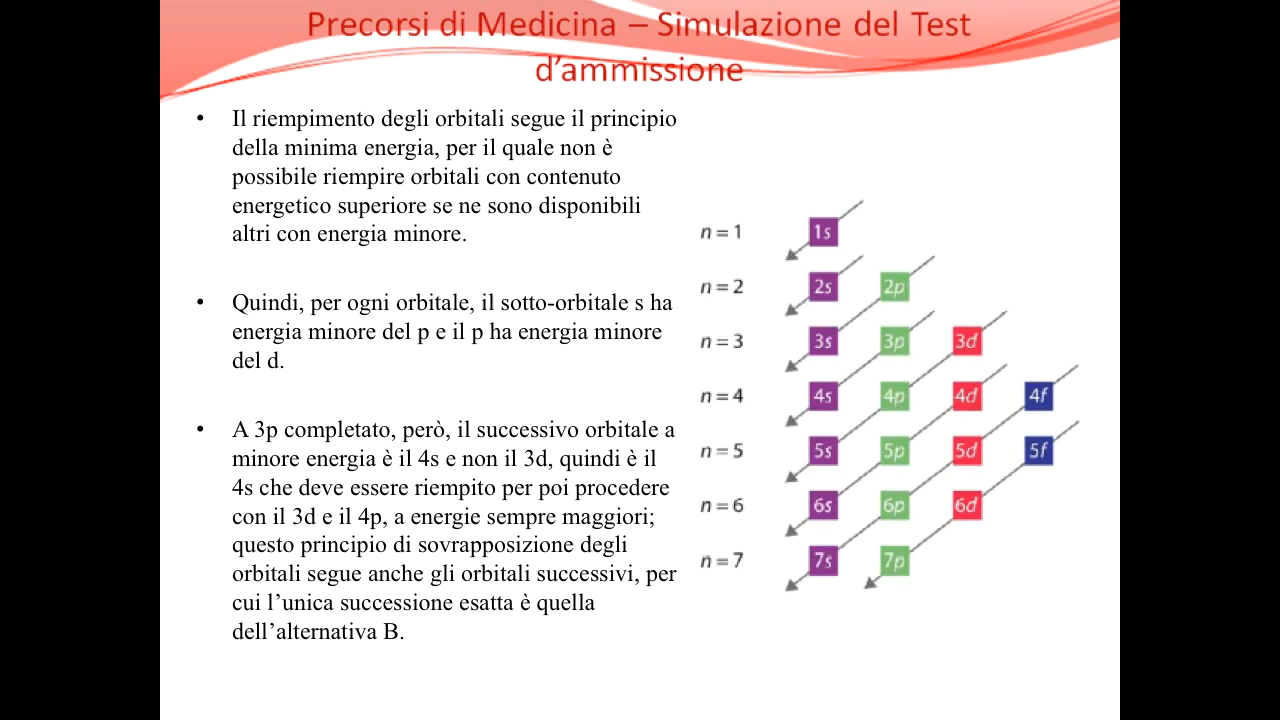 Precorsi di Medicina – Simulazione del Test
d’ammissione
• Il riempimento degli orbitali segue il principio
della minima energia, per il quale non è
possibile riempire orbitali con contenuto
energetico superiore se ne sono disponibili
altri con energia minore.
• Quindi, per ogni orbitale, il sotto-orbitale s ha
energia minore del p e il p ha energia minore
del d.
• A 3p completato, però, il successivo orbitale a
minore energia è il 4s e non il 3d, quindi è il
4s che deve essere riempito per poi procedere
con il 3d e il 4p, a energie sempre maggiori;
questo principio di sovrapposizione degli
orbitali segue anche gli orbitali successivi, per
cui l’unica successione esatta è quella
dell’alternativa B.
n = 1 1s
n = 2 2s 2p
n = 3 3s 3p 3d
n = 4 4s 4p 4d 4f
n = 5 5s 5p 5d 5f
n = 6 6s 6p 6d
n = 7 7s 7p